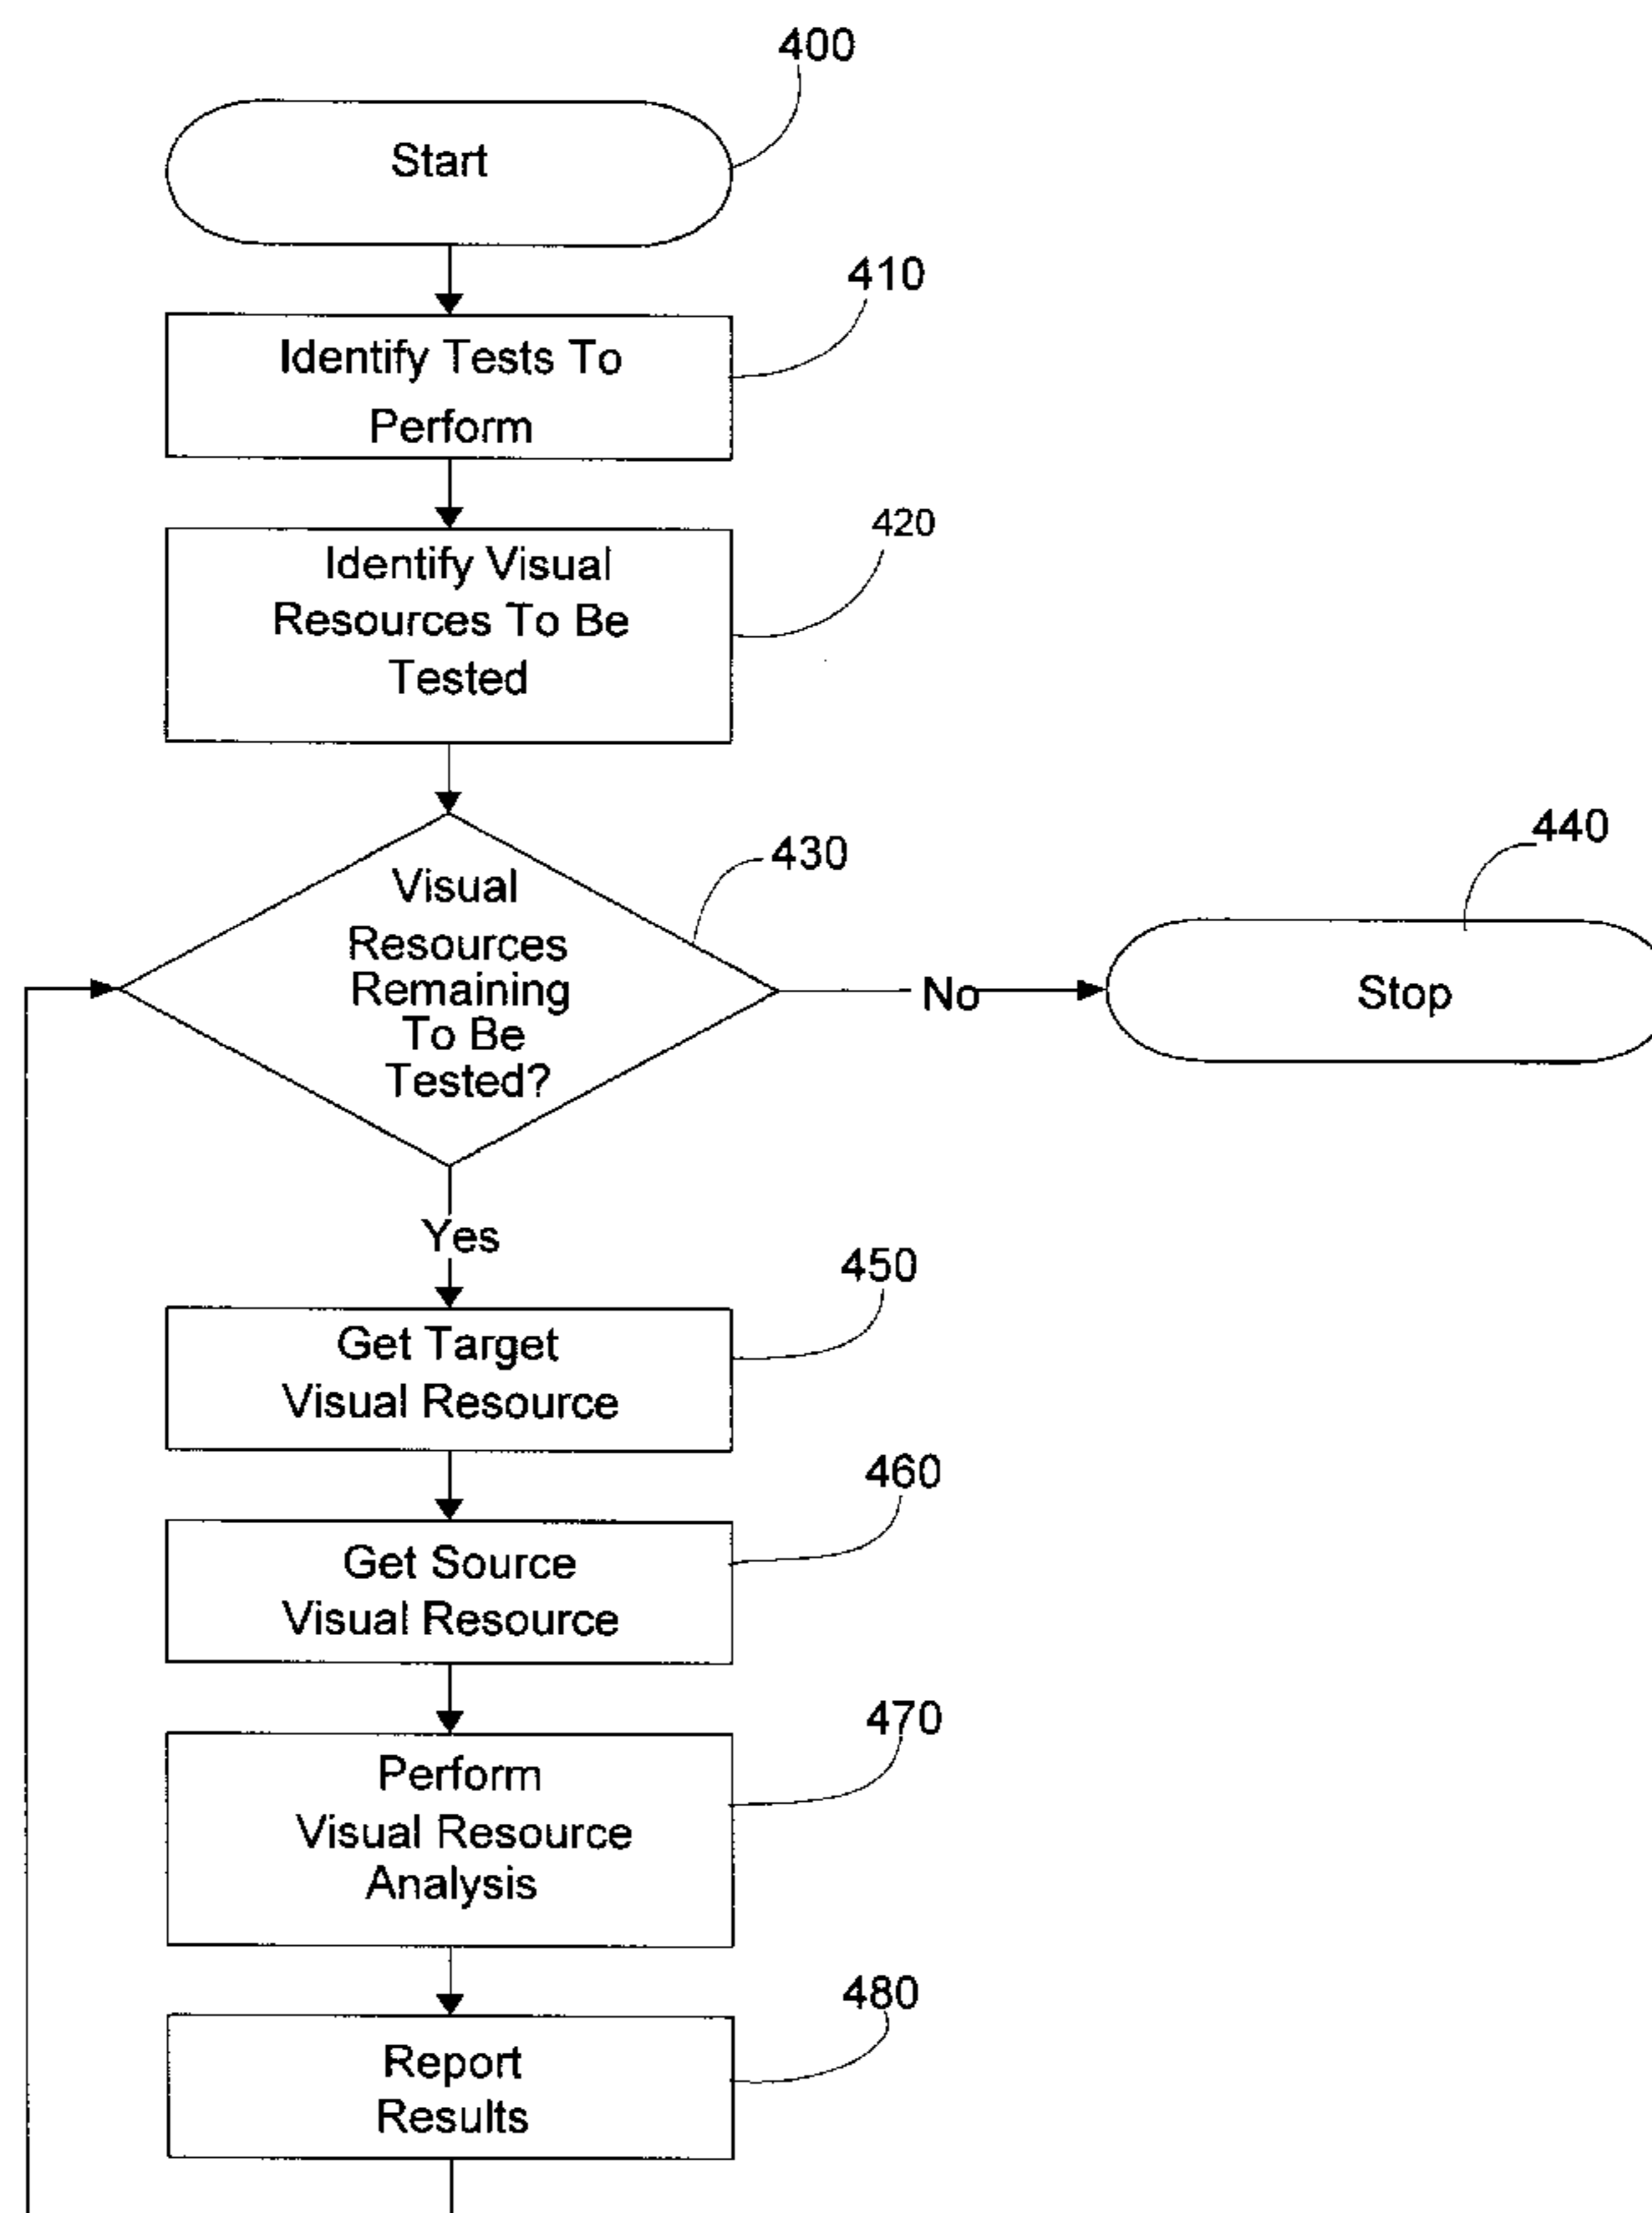 400
Start
410
Identify Tests To
Perform
420
Identify Visual
Resources To Be
Tested
430
Visual
Resources
Remaining
To Be
Tested?
No
440
Stop
Yes
450
Get Target
Visual Resource
460
Get Source
Visual Resource
470
Perform
Visual Resource
Analysis
480
Report
Results